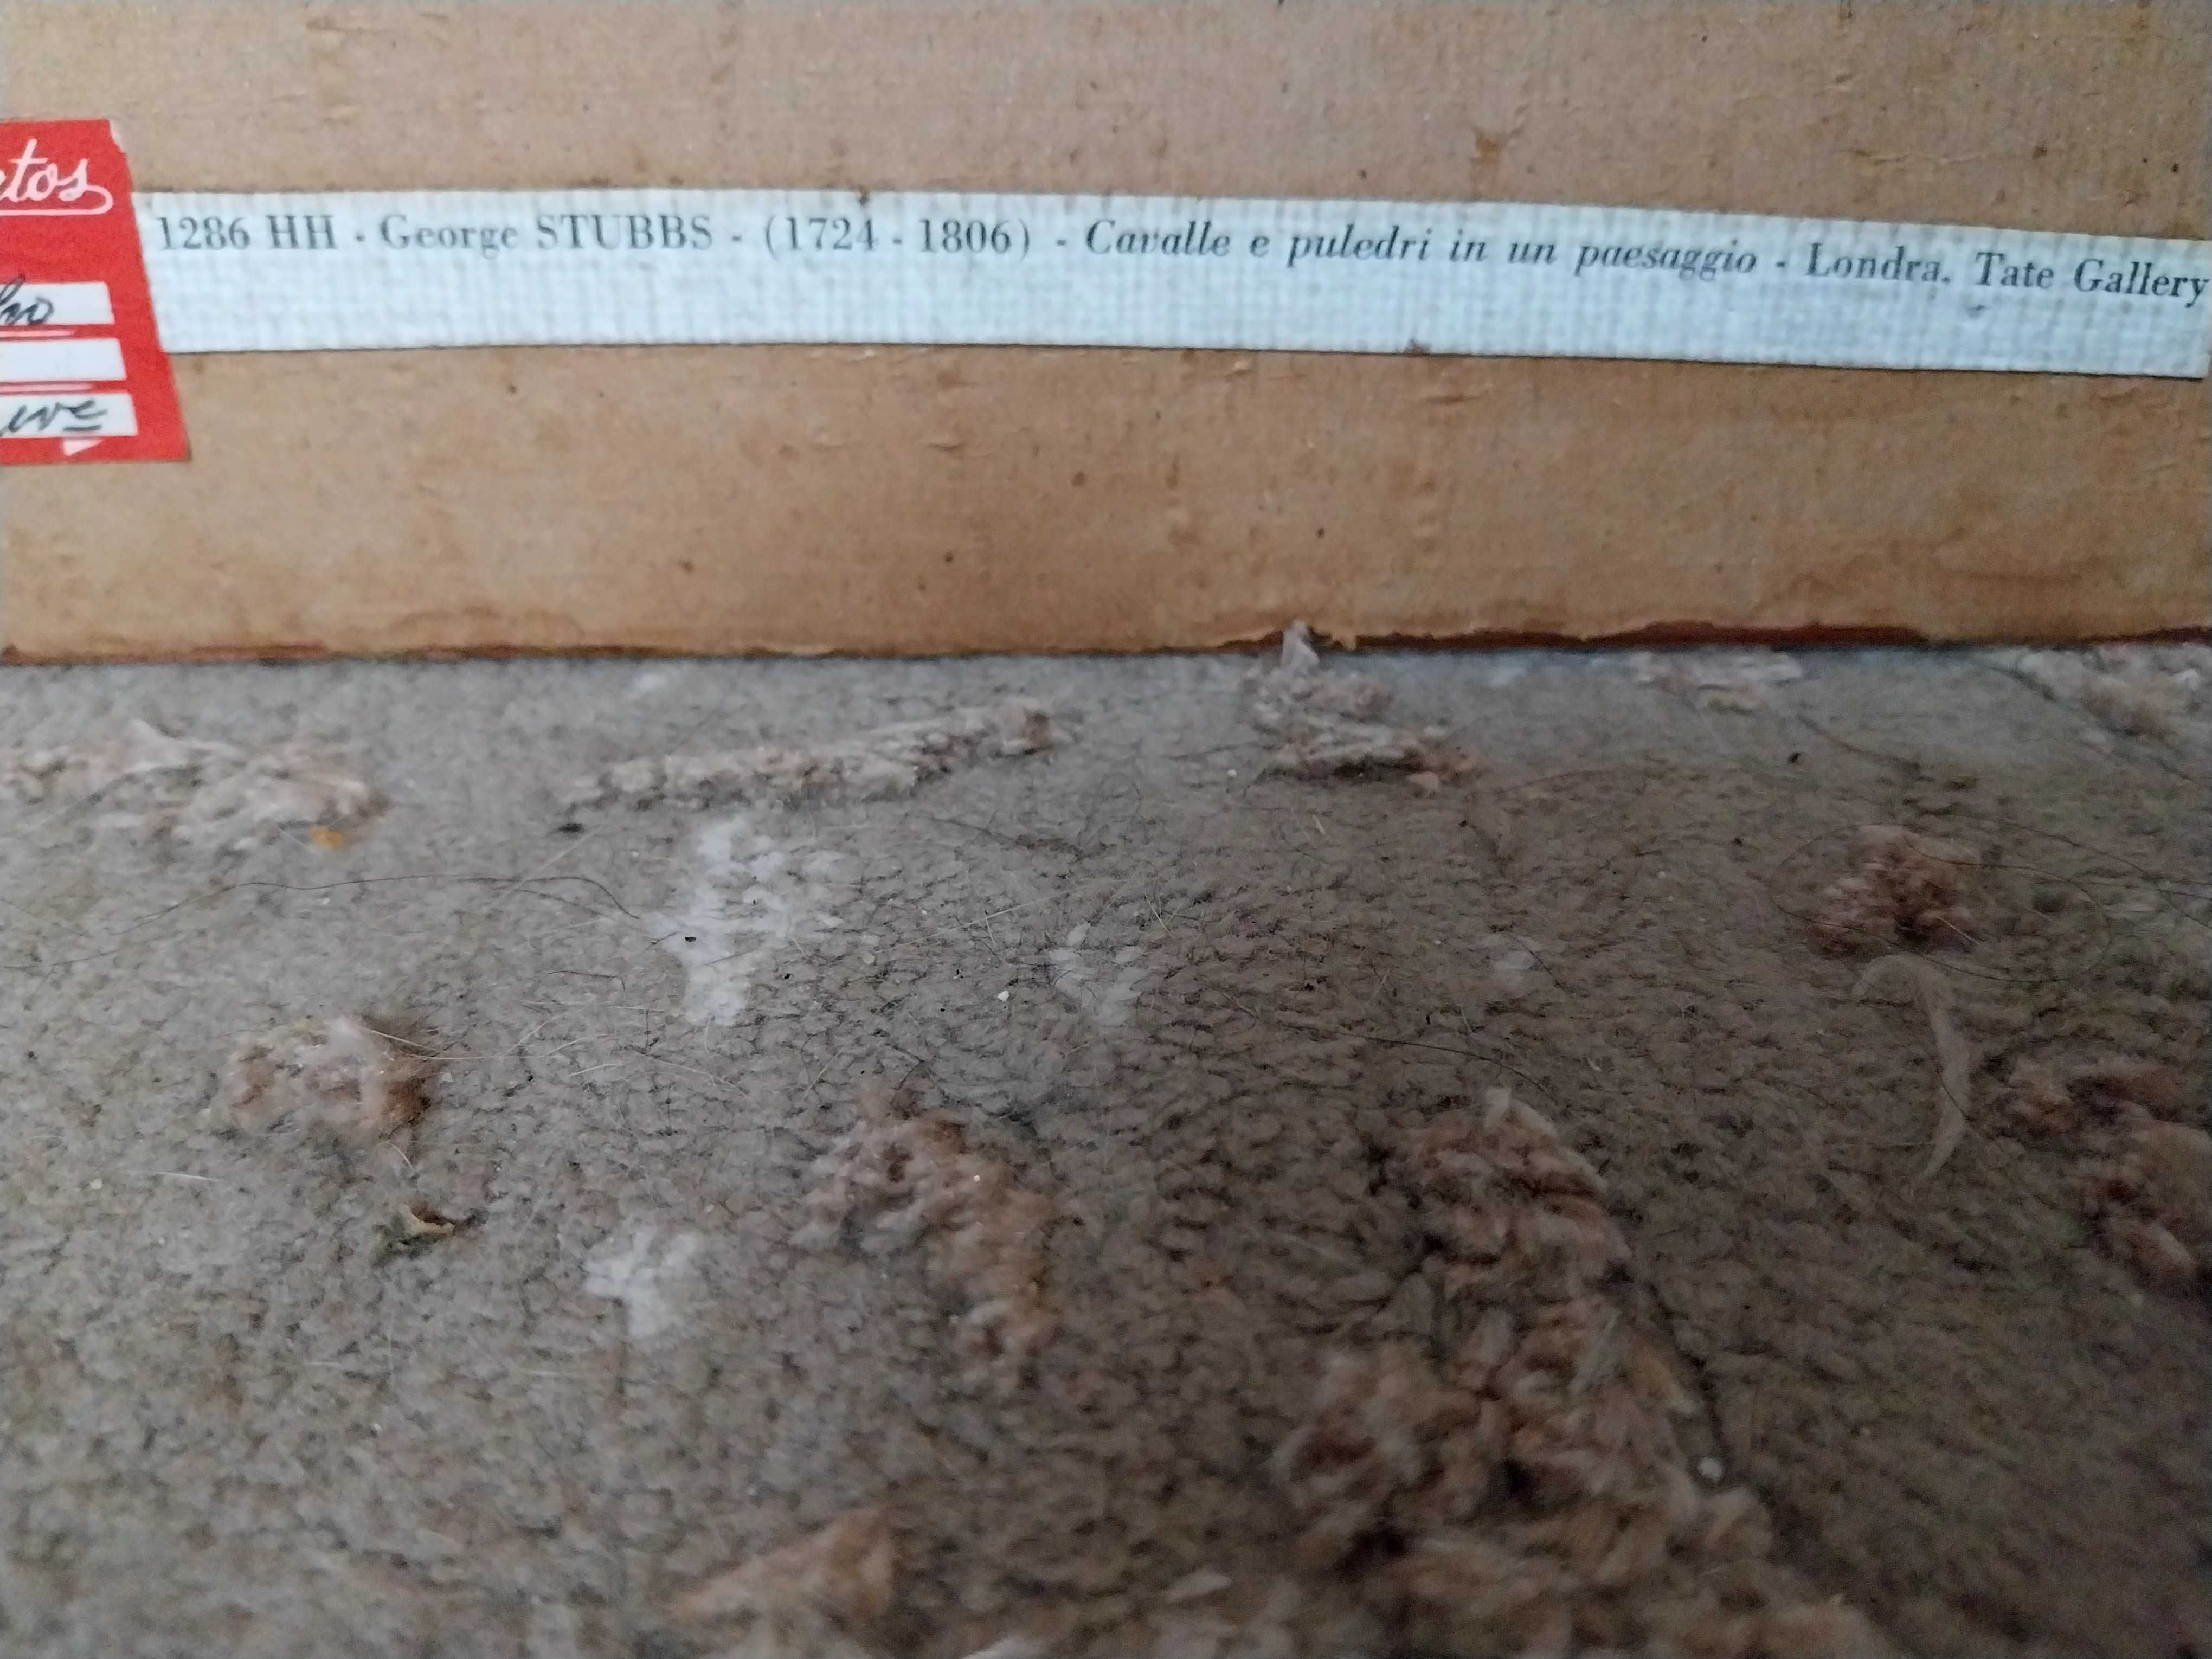 1286 HH - George STUBBS - (1724 - 1806) - Cavalle e puledri in un paesaggio - Londra. Tate Gallery